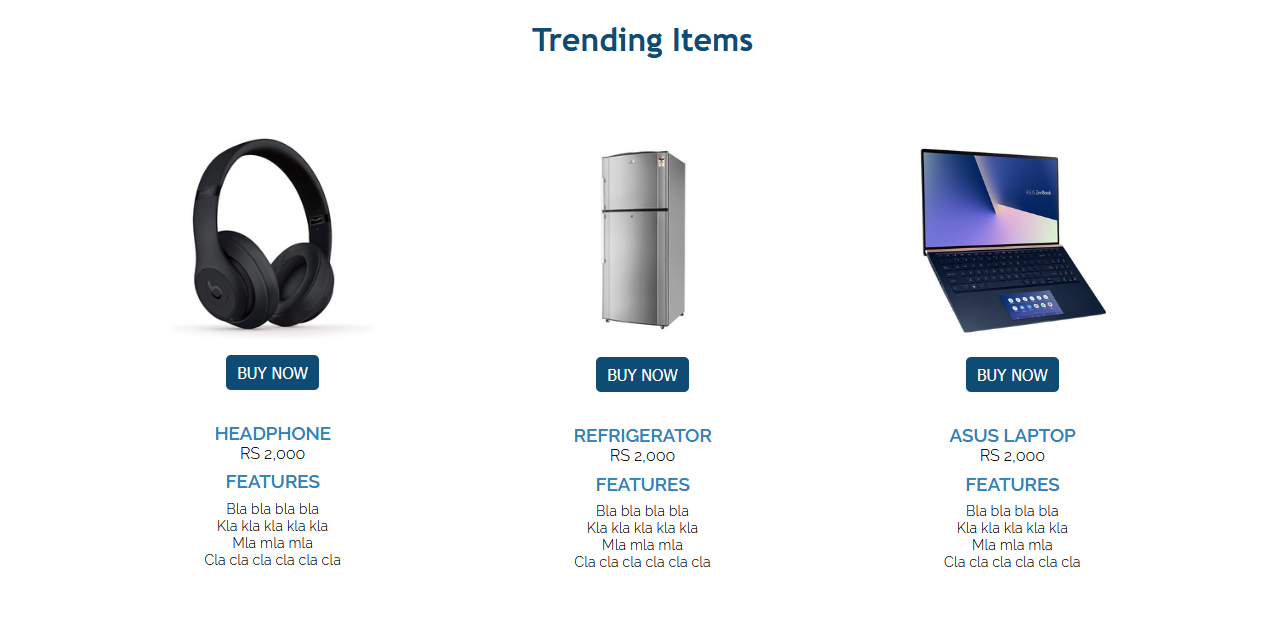 Trending Items
ASUS ZenBook
BUY NOW
HEADPHONE
RS 2,000
FEATURES
Bla bla bla bla
Kla kla kla kla kla
Mla mla mla
Cla cla cla cla cla cla
BUY NOW
REFRIGERATOR
RS 2,000
FEATURES
Bla bla bla bla
Kla kla kla kla kla
Mla mla mla
Cla cla cla cla cla cla
BUY NOW
ASUS LAPTOP
RS 2,000
FEATURES
Bla bla bla bla
Kla kla kla kla kla
Mla mla mla
Cla cla cla cla cla cla